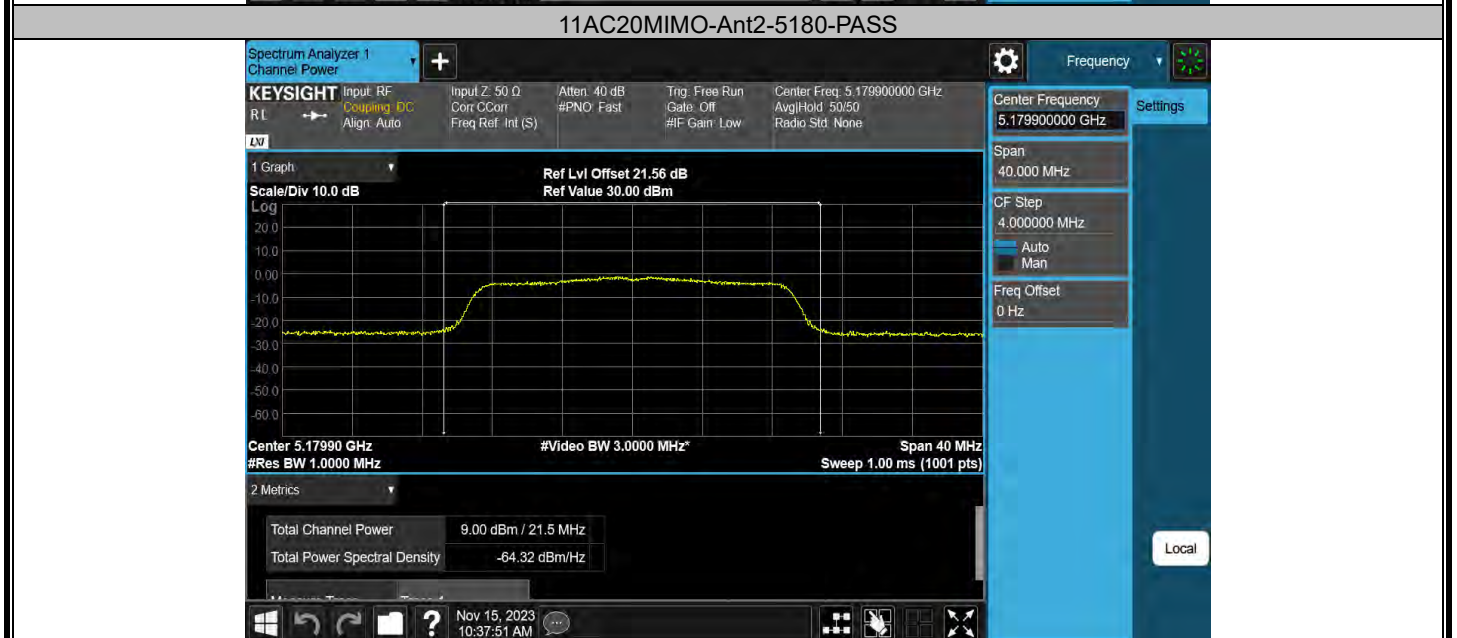 11AC20MIMO-Ant2-5180-PASS
Spectrum Analyzer 1
Channel Power
+
Frequency
KEYSIGHT
RL
LXI
Input: RF
Coupling: DC
Align: Auto
Input Z: 50 Ω
Corr CCorr
Freq Ref: Int (S)
Atten: 40 dB
#PNO: Fast
Trig: Free Run
Gate: Off
#IF Gain: Low
Center Freq: 5.179900000 GHz
Avg|Hold: 50/50
Radio Std: None
Center Frequency
5.179900000 GHz
Settings
Span
40.000 MHz
CF Step
4.000000 MHz
Auto
Man
Freq Offset
0 Hz
1 Graph
Scale/Div 10.0 dB
Ref Lvl Offset 21.56 dB
Ref Value 30.00 dBm
Log
20.0
10.0
0.00
-10.0
-20.0
-30.0
-40.0
-50.0
-60.0
Center 5.17990 GHz
#Video BW 3.0000 MHz*
Span 40 MHz
#Res BW 1.0000 MHz
Sweep 1.00 ms (1001 pts)
2 Metrics
Total Channel Power
9.00 dBm / 21.5 MHz
Total Power Spectral Density
-64.32 dBm/Hz
Local
?
Nov 15, 2023
10:37:51 AM